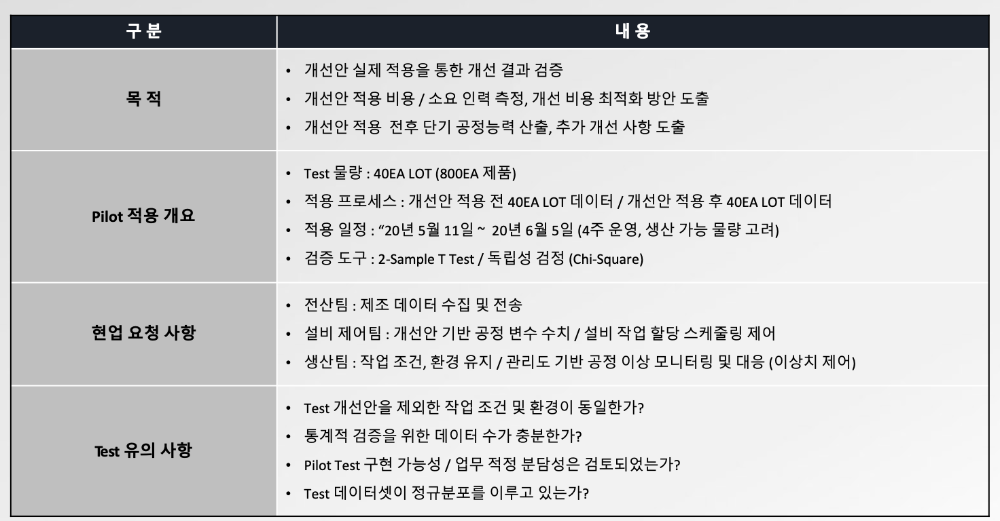 구 분
내 용
목 적
• 개선안 실제 적용을 통한 개선 결과 검증
• 개선안 적용 비용 / 소요 인력 측정, 개선 비용 최적화 방안 도출
• 개선안 적용  전후 단기 공정능력 산출, 추가 개선 사항 도출
Pilot 적용 개요
• Test 물량 : 40EA LOT (800EA 제품)
• 적용 프로세스 : 개선안 적용 전 40EA LOT 데이터 / 개선안 적용 후 40EA LOT 데이터
• 적용 일정 : “20년 5월 11일 ~  20년 6월 5일 (4주 운영, 생산 가능 물량 고려)
• 검증 도구 : 2-Sample T Test / 독립성 검정 (Chi-Square)
현업 요청 사항
• 전산팀 : 제조 데이터 수집 및 전송
• 설비 제어팀 : 개선안 기반 공정 변수 수치 / 설비 작업 할당 스케줄링 제어
• 생산팀 : 작업 조건, 환경 유지 / 관리도 기반 공정 이상 모니터링 및 대응 (이상치 제어)
Test 유의 사항
• Test 개선안을 제외한 작업 조건 및 환경이 동일한가?
• 통계적 검증을 위한 데이터 수가 충분한가?
• Pilot Test 구현 가능성 / 업무 적정 분담성은 검토되었는가?
• Test 데이터셋이 정규분포를 이루고 있는가?